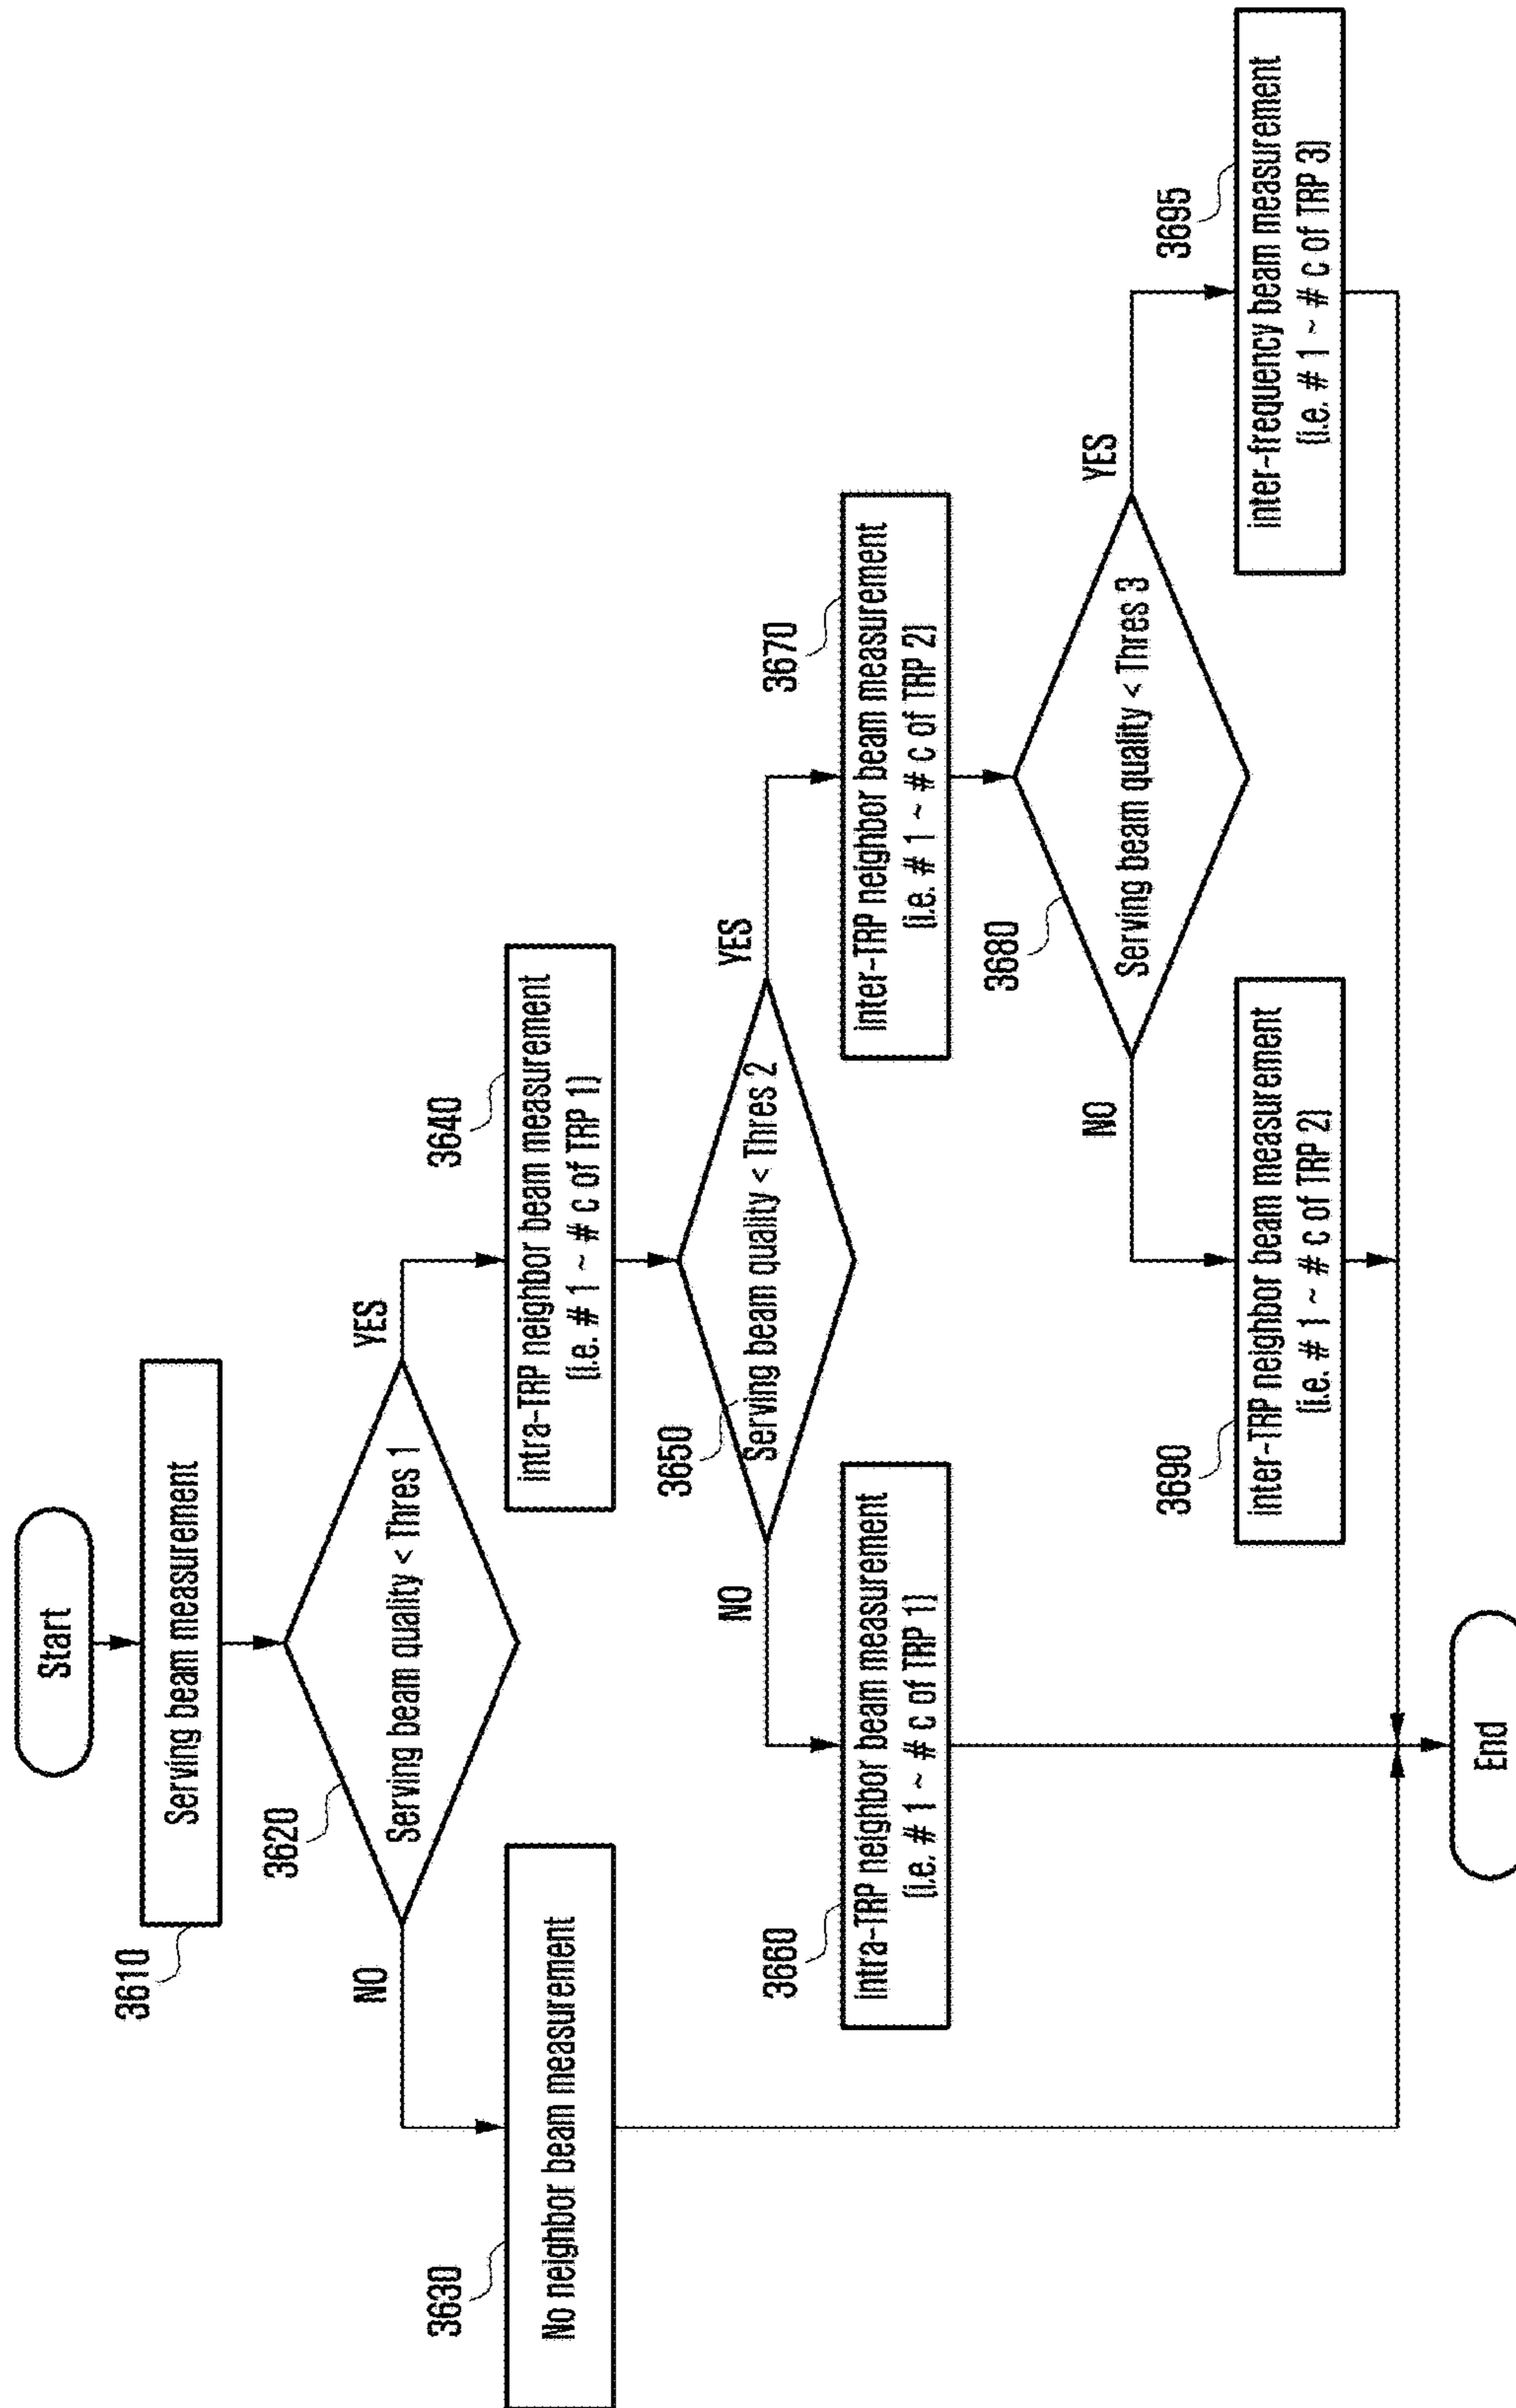 Start
3610
Serving beam measurement
3620
Serving beam quality < Thres 1
NO
YES
3630
No neighbor beam measurement
3640
intra-TRP neighbor beam measurement
(i.e. # 1 ~ # c of TRP 1)
3650
Serving beam quality < Thres 2
NO
YES
3660
intra-TRP neighbor beam measurement
(i.e. # 1 ~ # c of TRP 1)
3670
inter-TRP neighbor beam measurement
(i.e. # 1 ~ # c of TRP 2)
3680
Serving beam quality < Thres 3
NO
YES
3690
inter-TRP neighbor beam measurement
(i.e. # 1 ~ # c of TRP 2)
3695
inter-frequency beam measurement
(i.e. # 1 ~ # c of TRP 3)
End